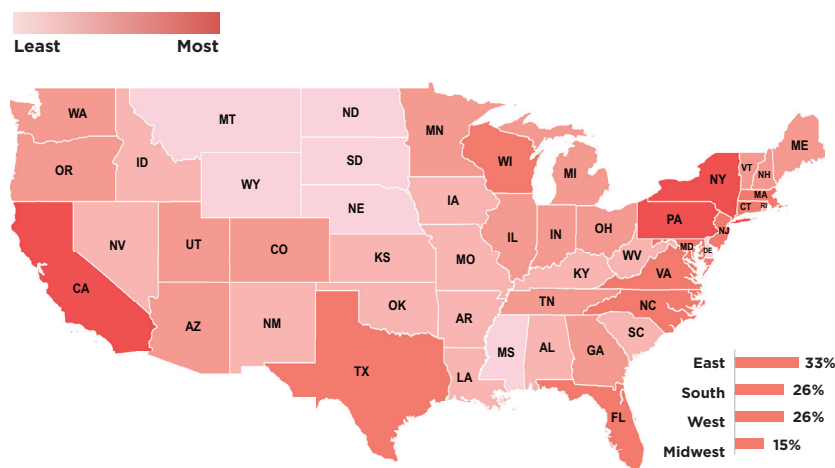 Least Most
WA
MT
ND
MN
ME
VT
NH
ID
SD
WI
NY
OR
MI
MA
WY
CT
RI
PA
NE
IA
NJ
NV
UT
IL
IN
OH
MD
DE
CO
WV
KS
MO
VA
KY
CA
NC
TN
OK
AZ
NM
AR
SC
MS
AL
GA
TX
LA
FL
East 33%
South 26%
West 26%
Midwest 15%